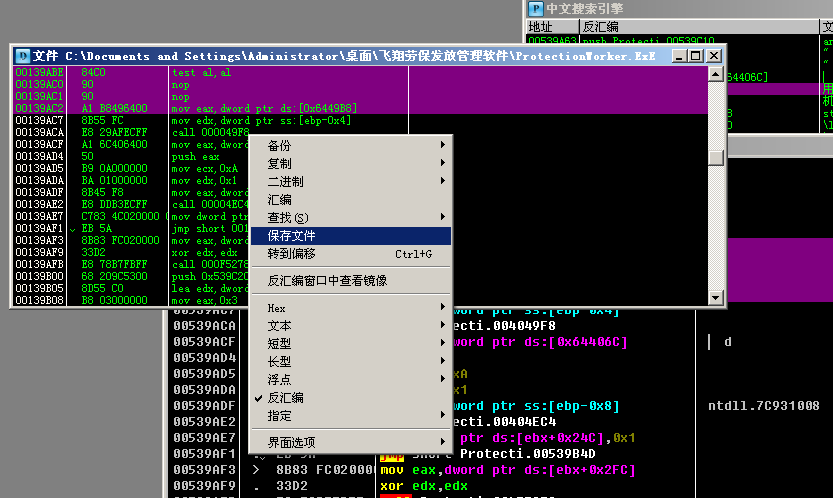 中文搜索引擎
地址 反汇编 文
00539A83 push Protecti.00539C10
文件 C:\Documents and Settings\Administrator\桌面\飞翔劳保发放管理软件\ProtectionWorker.ExE
00139ABE 84C0 test al,al
00139AC0 90 nop
00139AC1 90 nop
00139AC2 A1 B8496400 mov eax,dword ptr ds:[0x6449B8]
00139AC7 8B55 FC mov edx,dword ptr ss:[ebp-0x4]
00139ACA E8 29AFECFF call 000049F8
00139ACF A1 6C406400 mov eax,dword
00139AD4 50 push eax
00139AD5 B9 0A000000 mov ecx,0xA
00139ADA BA 01000000 mov edx,0x1
00139ADF 8B45 F8 mov eax,dword
00139AE2 E8 DDB3ECFF call 00004EC4
00139AE7 C783 4C020000 mov dword ptr
00139AF1 EB 5A jmp short 001
00139AF3 8B83 FC020000 mov eax,dword
00139AF9 33D2 xor edx,edx
00139AFB E8 78B7FBFF call 000F5278
00139B00 68 209C5300 push 0x539C20
00139B05 8D55 C0 lea edx,dword
00139B08 B8 03000000 mov eax,0x3
64406C]
用
机
st
\l
备份
复制
二进制
汇编
查找(S)
保存文件
转到偏移 Ctrl+G
反汇编窗口中查看镜像
Hex
文本
短型
长型
浮点
反汇编
指定
界面选项
00539AC7 word ptr ss:[ebp-0x4]
00539ACA tecti.004049F8
00539ACF dword ptr ds:[0x64406C] d
00539AD4
00539AD5 xA
00539ADA x1
00539ADF word ptr ss:[ebp-0x8] ntdll.7C931008
00539AE2 tecti.00404EC4
00539AE7 ptr ds:[ebx+0x24C],0x1
00539AF1 jmp short Protecti.00539B4D
00539AF3 > 8B83 FC020000 mov eax,dword ptr ds:[ebx+0x2FC]
00539AF9 . 33D2 xor edx,edx